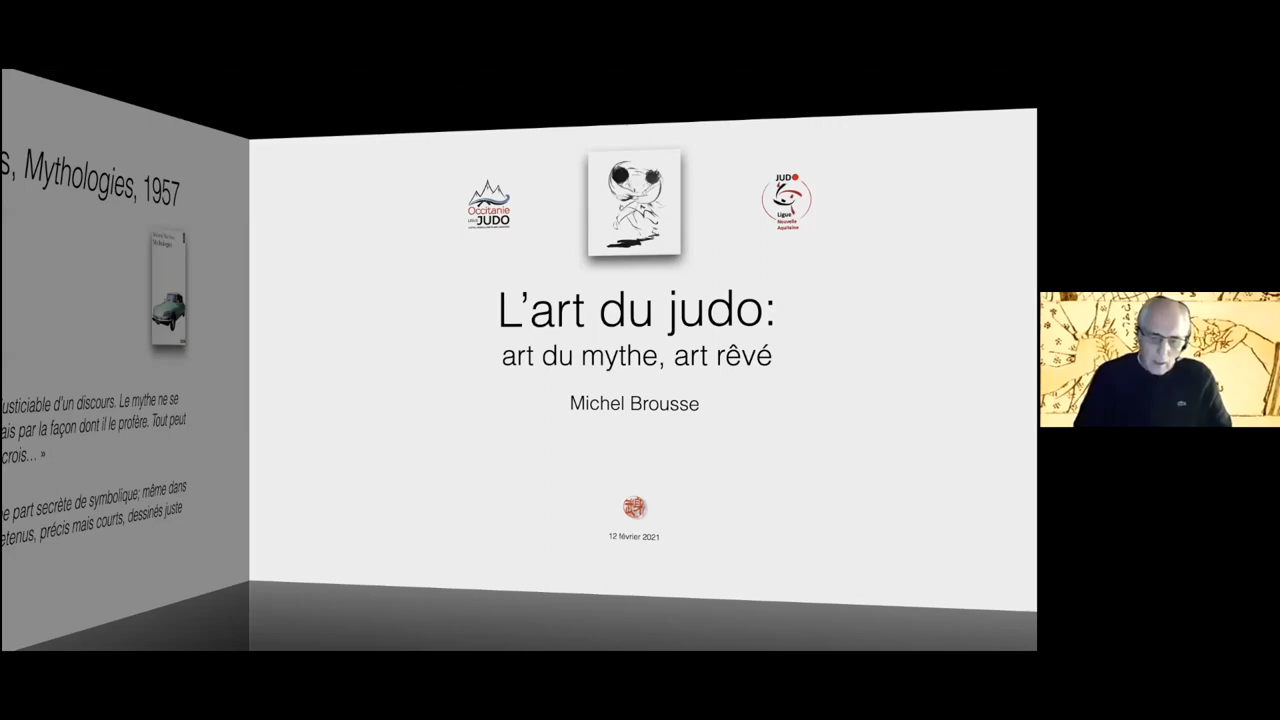 s, Mythologies, 1957
Mythologies
justiciable d'un discours. Le mythe ne se
ais par la façon dont il le profère. Tout peut
crois... »
e part secrète de symbolique; même dans
etenus, précis mais courts, dessinés juste
Occitanie
JUDO
JUDO
Ligue
Nouvelle
Aquitaine
L'art du judo:
art du mythe, art rêvé
Michel Brousse
12 février 2021